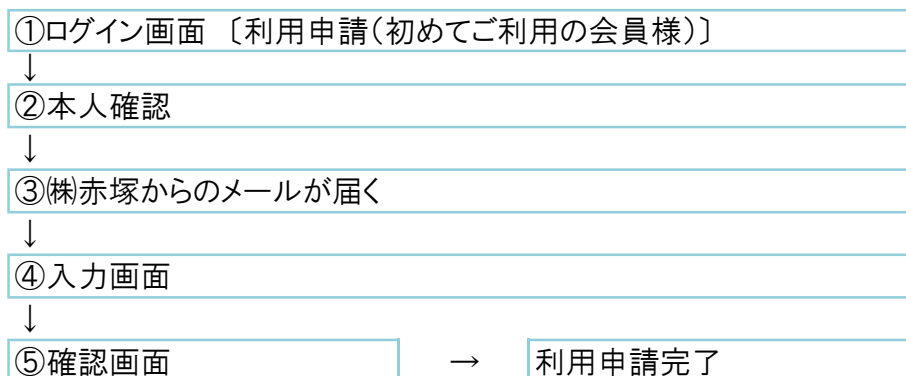 ①ログイン画面 〔利用申請(初めてご利用の会員様)〕
↓
②本人確認
↓
③㈱赤塚からのメールが届く
↓
④入力画面
↓
⑤確認画面 → 利用申請完了